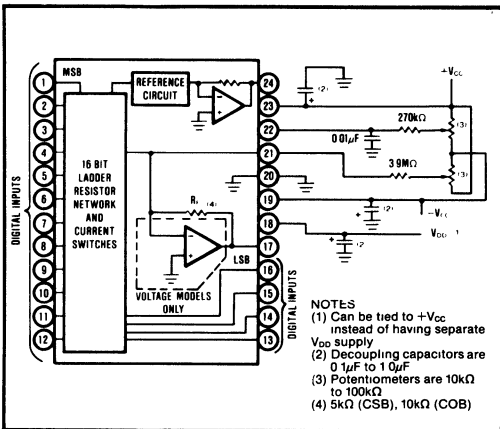 MSB
1
2
3
4
5
6
7
8
9
10
11
12
DIGITAL INPUTS
16 BIT
LADDER
RESISTOR
NETWORK
AND
CURRENT
SWITCHES
REFERENCE
CIRCUIT
(4)
VOLTAGE MODELS
ONLY
LSB
24
23
22
21
20
19
18
17
16
15
14
13
DIGITAL INPUTS
(2)
+VCC
270kΩ
(3)
0 01µF
3 9MΩ
(3)
(2)
−VCC
VDD
(2
NOTES
(1) Can be tied to +VCC
instead of having separate
VDD supply
(2) Decoupling capacitors are
0 1µF to 1 0µF
(3) Potentiometers are 10kΩ
to 100kΩ
(4) 5kΩ (CSB), 10kΩ (COB)